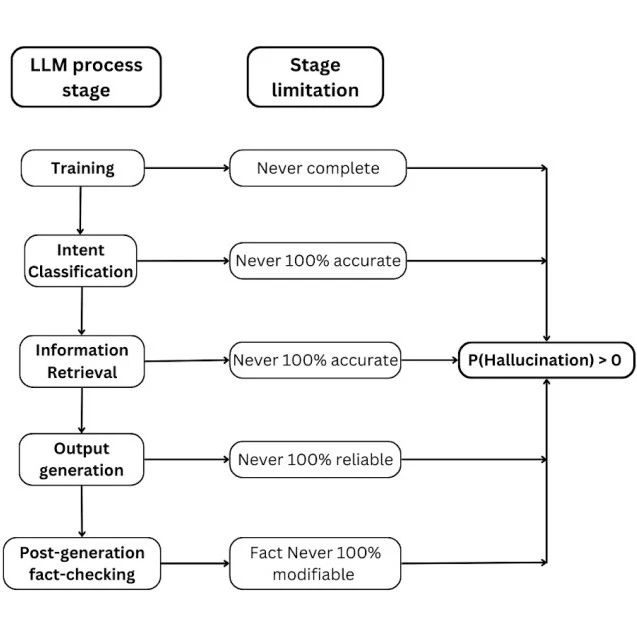 LLM process
stage
Stage
limitation
Training
Never complete
Intent
Classification
Never 100% accurate
Information
Retrieval
Never 100% accurate
P(Hallucination) > 0
Output
generation
Never 100% reliable
Post-generation
fact-checking
Fact Never 100%
modifiable